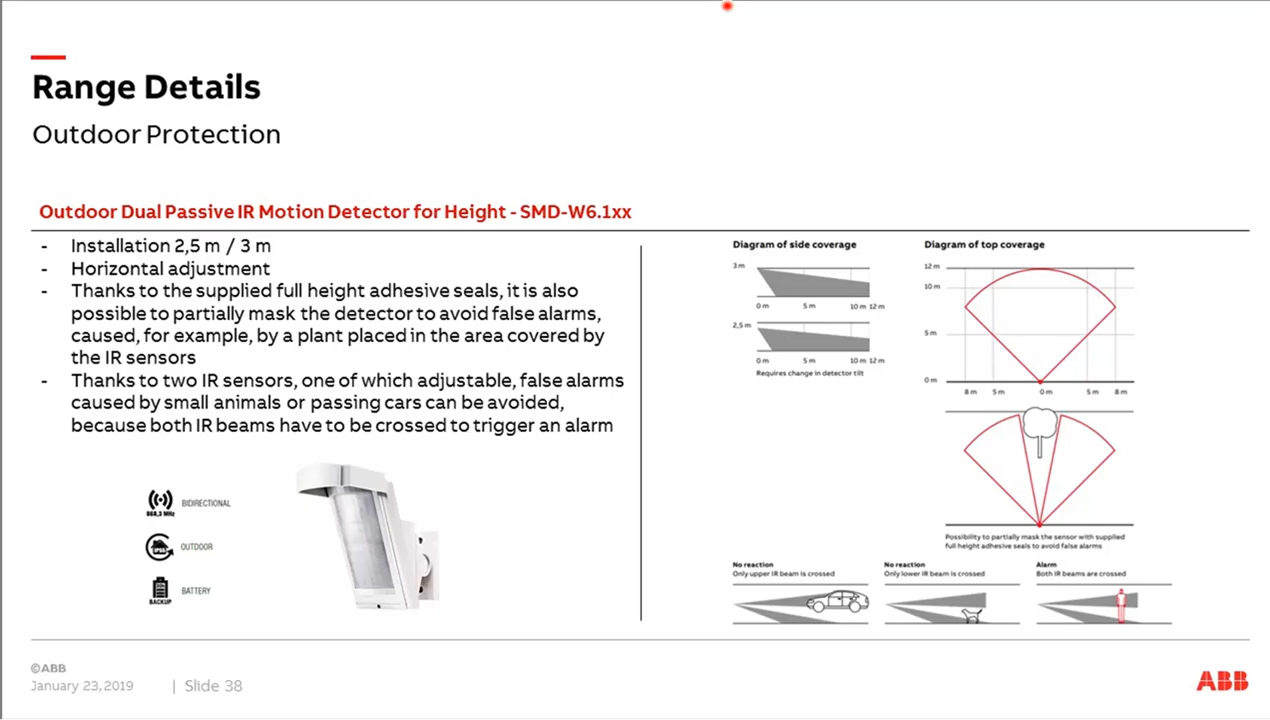 Range Details
Outdoor Protection
Outdoor Dual Passive IR Motion Detector for Height - SMD-W6.1xx
- Installation 2,5 m / 3 m
- Horizontal adjustment
- Thanks to the supplied full height adhesive seals, it is also
possible to partially mask the detector to avoid false alarms,
caused, for example, by a plant placed in the area covered by
the IR sensors
- Thanks to two IR sensors, one of which adjustable, false alarms
caused by small animals or passing cars can be avoided,
because both IR beams have to be crossed to trigger an alarm
BIDIRECTIONAL
868,3 MHz
OUTDOOR
BATTERY
BACKUP
Diagram of side coverage
3 m
0 m 5 m 10 m 12 m
2,5 m
0 m 5 m 10 m 12 m
Requires change in detector tilt
Diagram of top coverage
12 m
10 m
5 m
0 m
8 m 5 m 0 m 5 m 8 m
Possibility to partially mask the sensor with supplied
full height adhesive seals to avoid false alarms
No reaction
Only upper IR beam is crossed
No reaction
Only lower IR beam is crossed
Alarm
Both IR beams are crossed
©ABB
January 23, 2019 | Slide 38
ABB